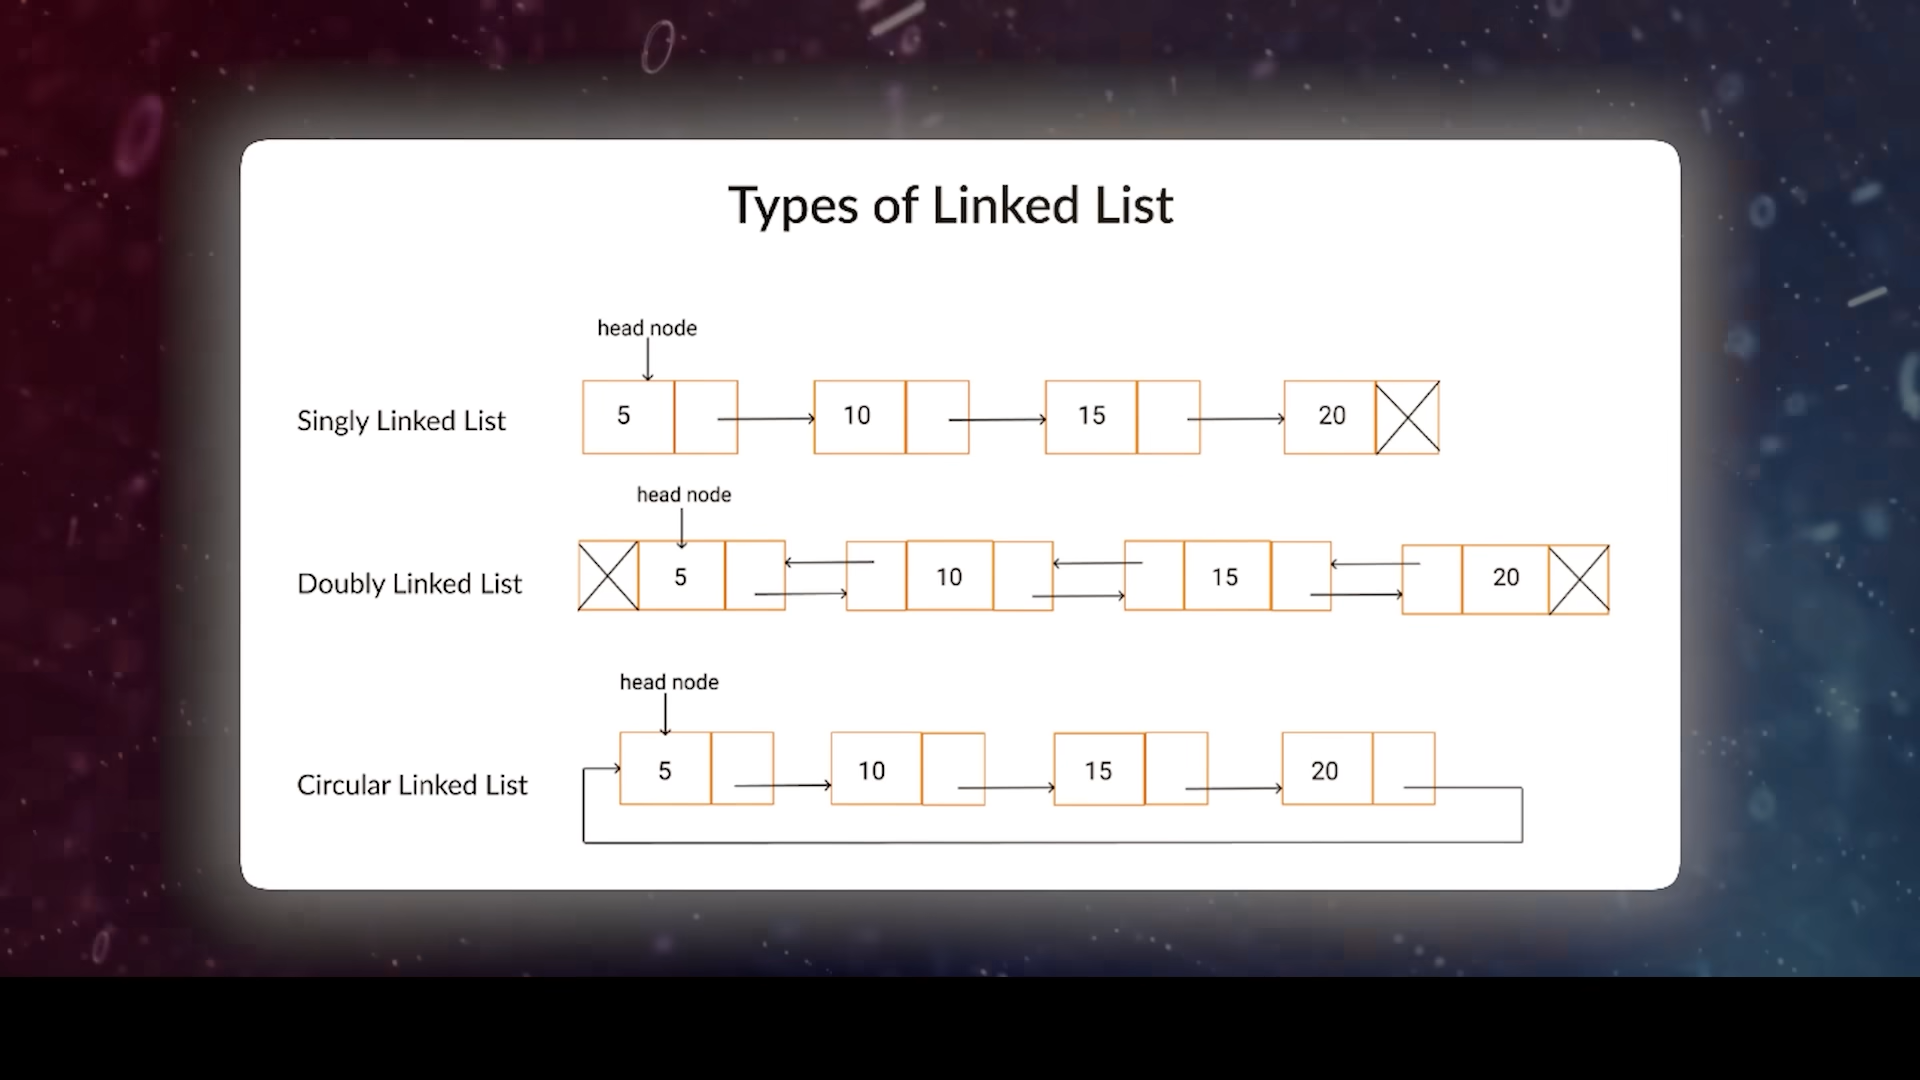 Types of Linked List
head node
Singly Linked List 5 10 15 20
head node
Doubly Linked List 5 10 15 20
head node
Circular Linked List 5 10 15 20